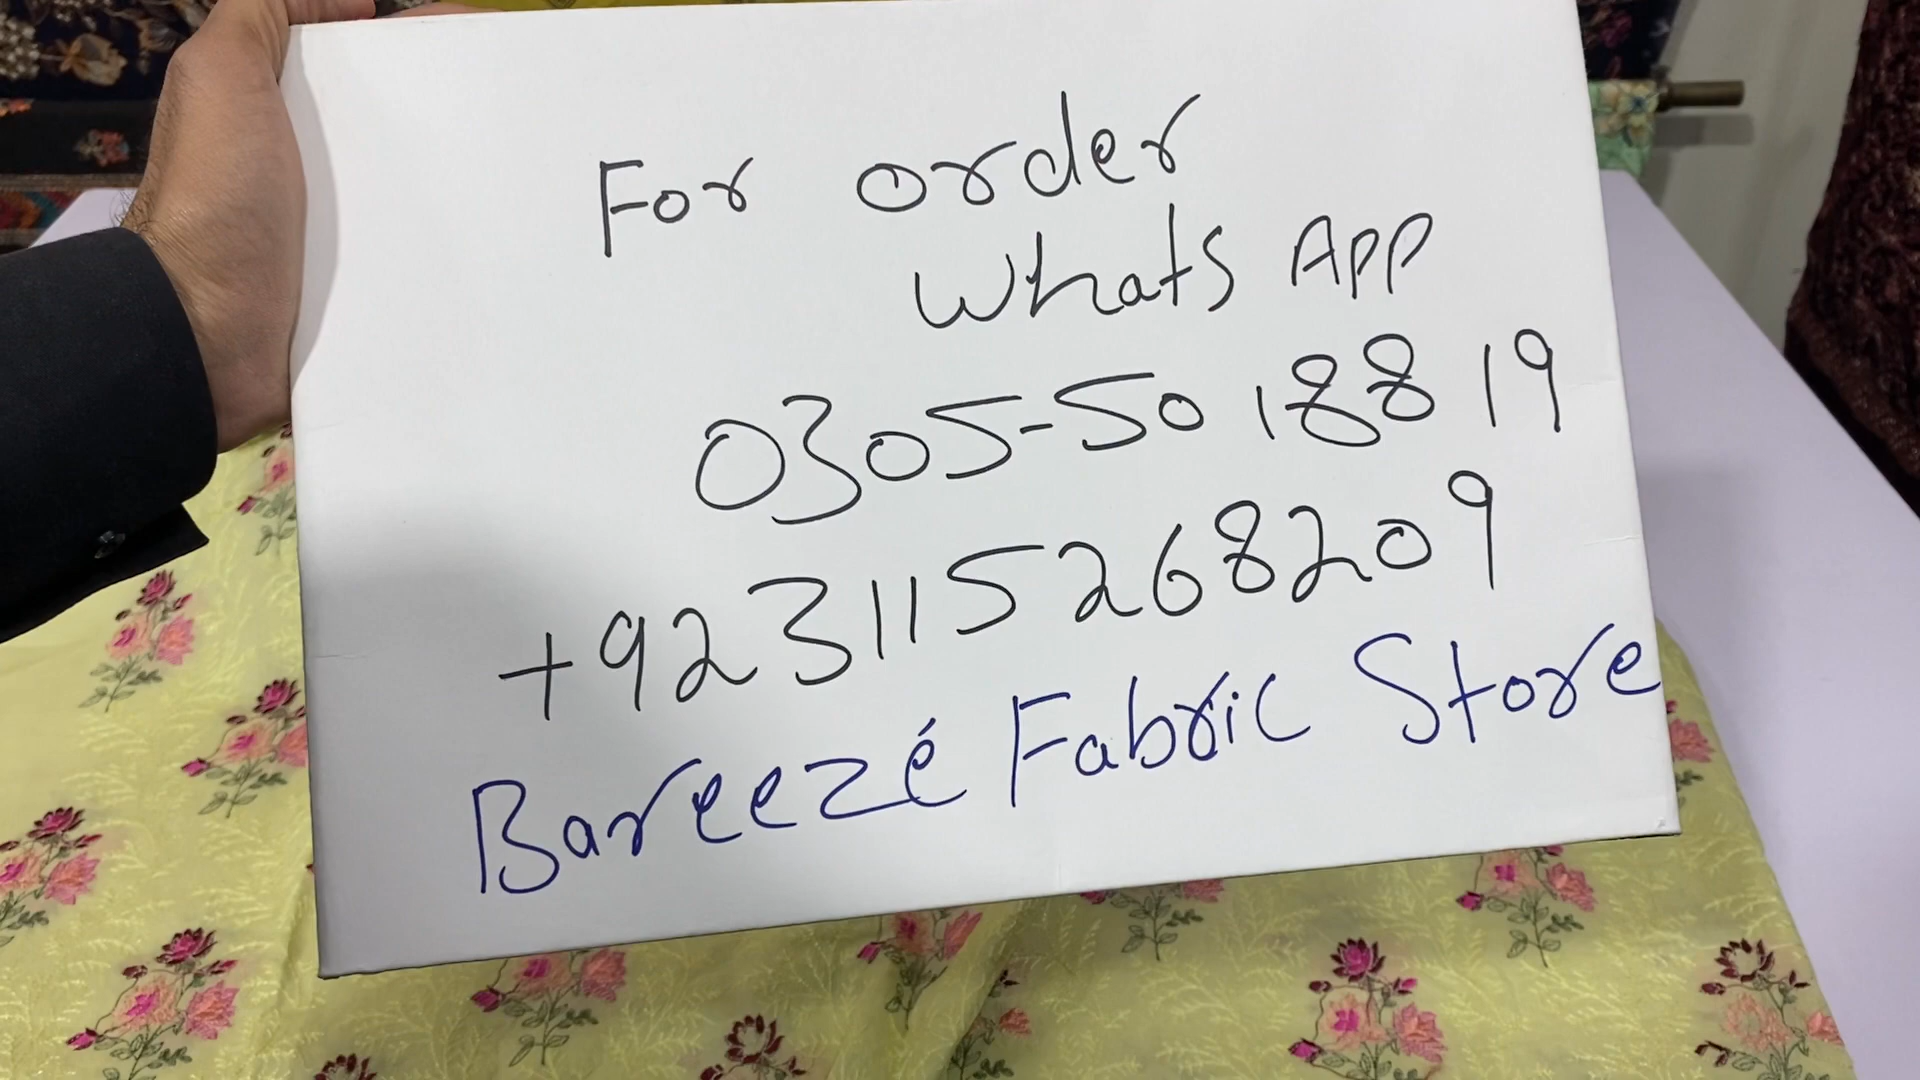 For order
Whats App
0305-5018819
+923115268209
Bareezé Fabric Store